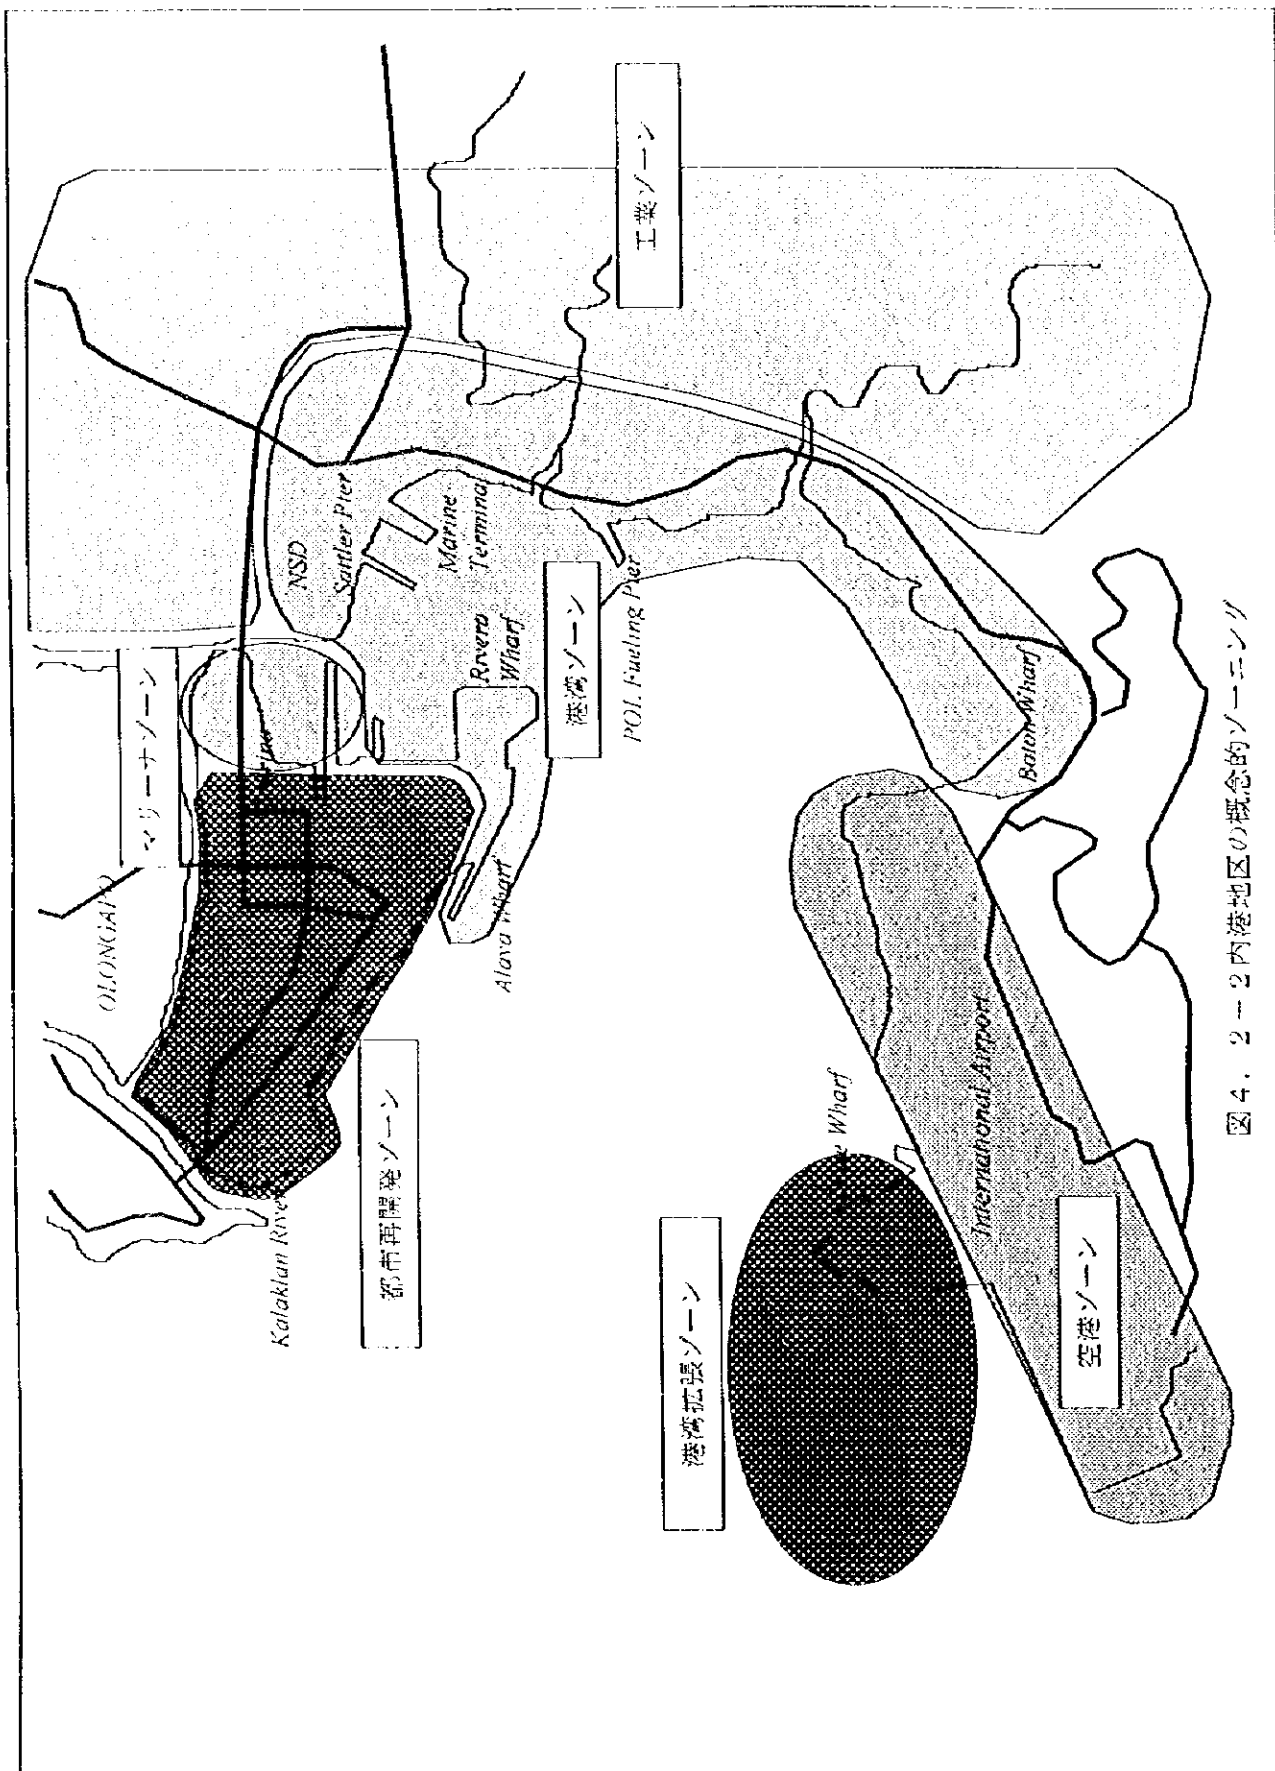 OLONGAPO
マリーナゾーン
Kalaklan River
都市再開発ゾーン
NSD
Sattler Pier
Marine
Terminal
Rivera
Wharf
Alava Wharf
港湾ゾーン
POL Fueling Pier
工業ゾーン
Wharf
港湾拡張ゾーン
International Airport
空港ゾーン
Baton Wharf
図4.2-2内港地区の概念的ゾーニング